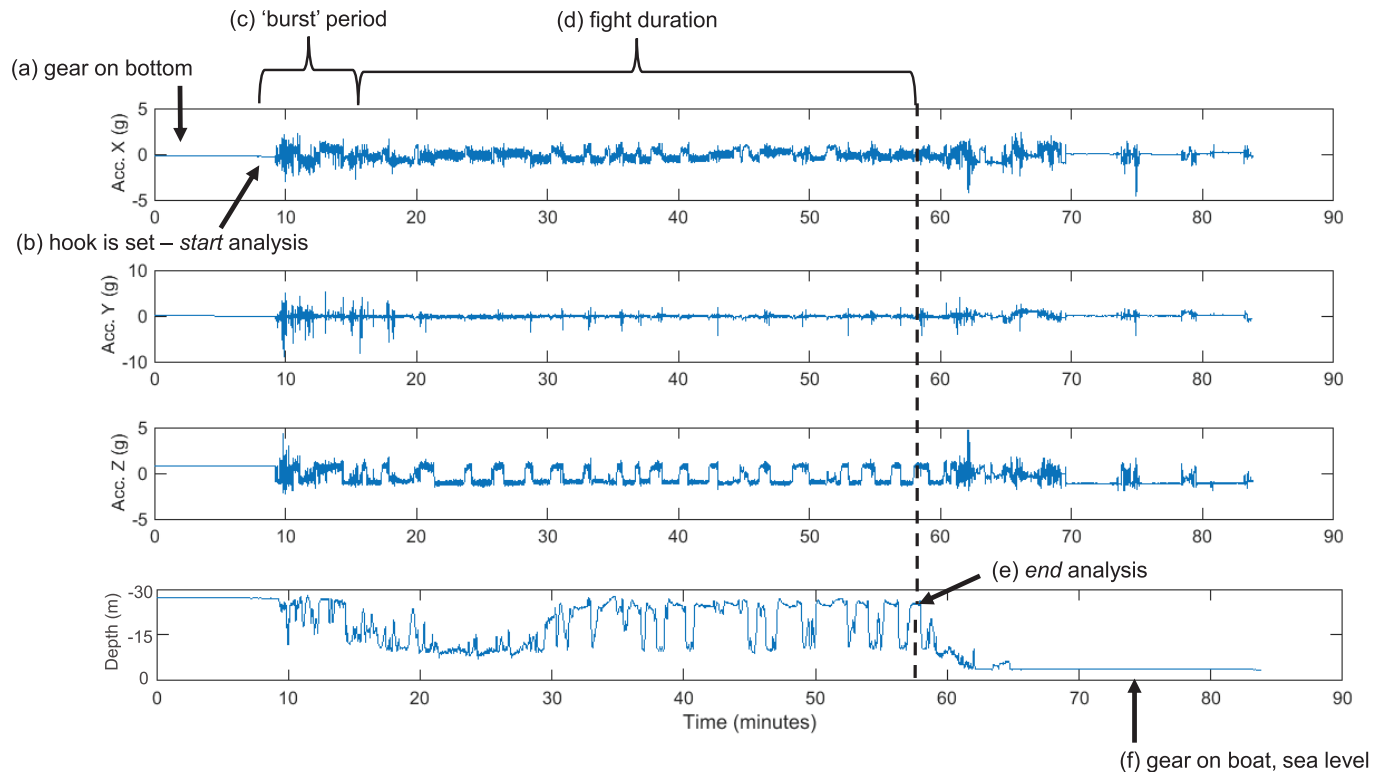 (c) ‘burst’ period
(d) fight duration
(a) gear on bottom
Acc. X (g)
5
0
-5
0 10 20 30 40 50 60 70 80 90
(b) hook is set – start analysis
Acc. Y (g)
10
0
-10
0 10 20 30 40 50 60 70 80 90
Acc. Z (g)
5
0
-5
0 10 20 30 40 50 60 70 80 90
(e) end analysis
Depth (m)
-30
-15
0
0 10 20 30 40 50 60 70 80 90
Time (minutes)
(f) gear on boat, sea level